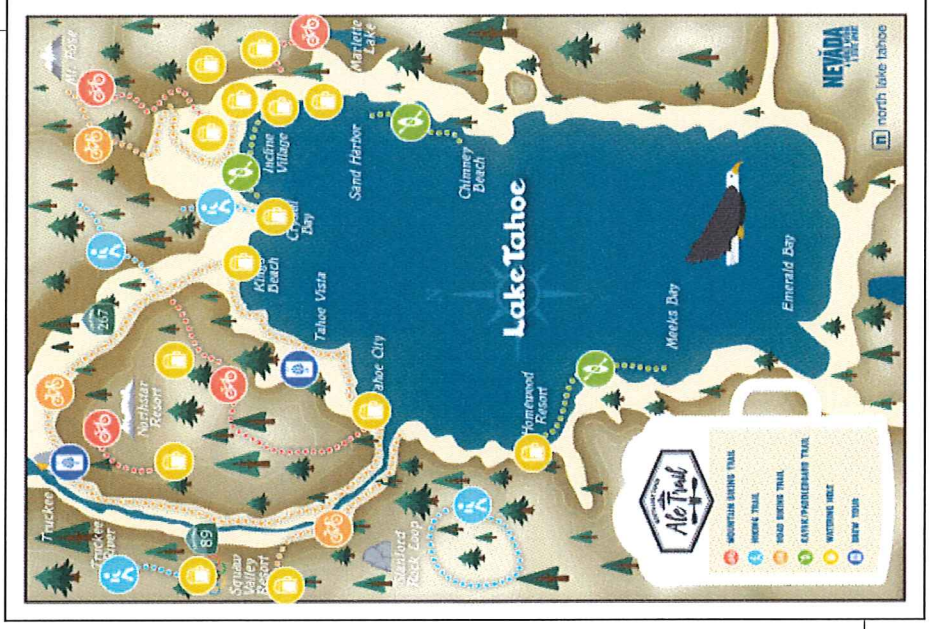 Mt. Rose
Marlette
Lake
Incline
Village
Crystal
Bay
Kings
Beach
Sand Harbor
Chimney
Beach
Tahoe Vista
267
Northstar
Resort
Truckee
Truckee
89
Squaw
Valley
Resort
Tahoe City
Stanford
Rock Loop
Lake Tahoe
Homewood
Resort
Meeks Bay
Emerald Bay
NEVADA
n north lake tahoe
Ale Trail
MOUNTAIN BIKING TRAIL
HIKING TRAIL
ROAD BIKING TRAIL
KAYAK/PADDLEBOARD TRAIL
WATERING HOLE
BREW TOUR